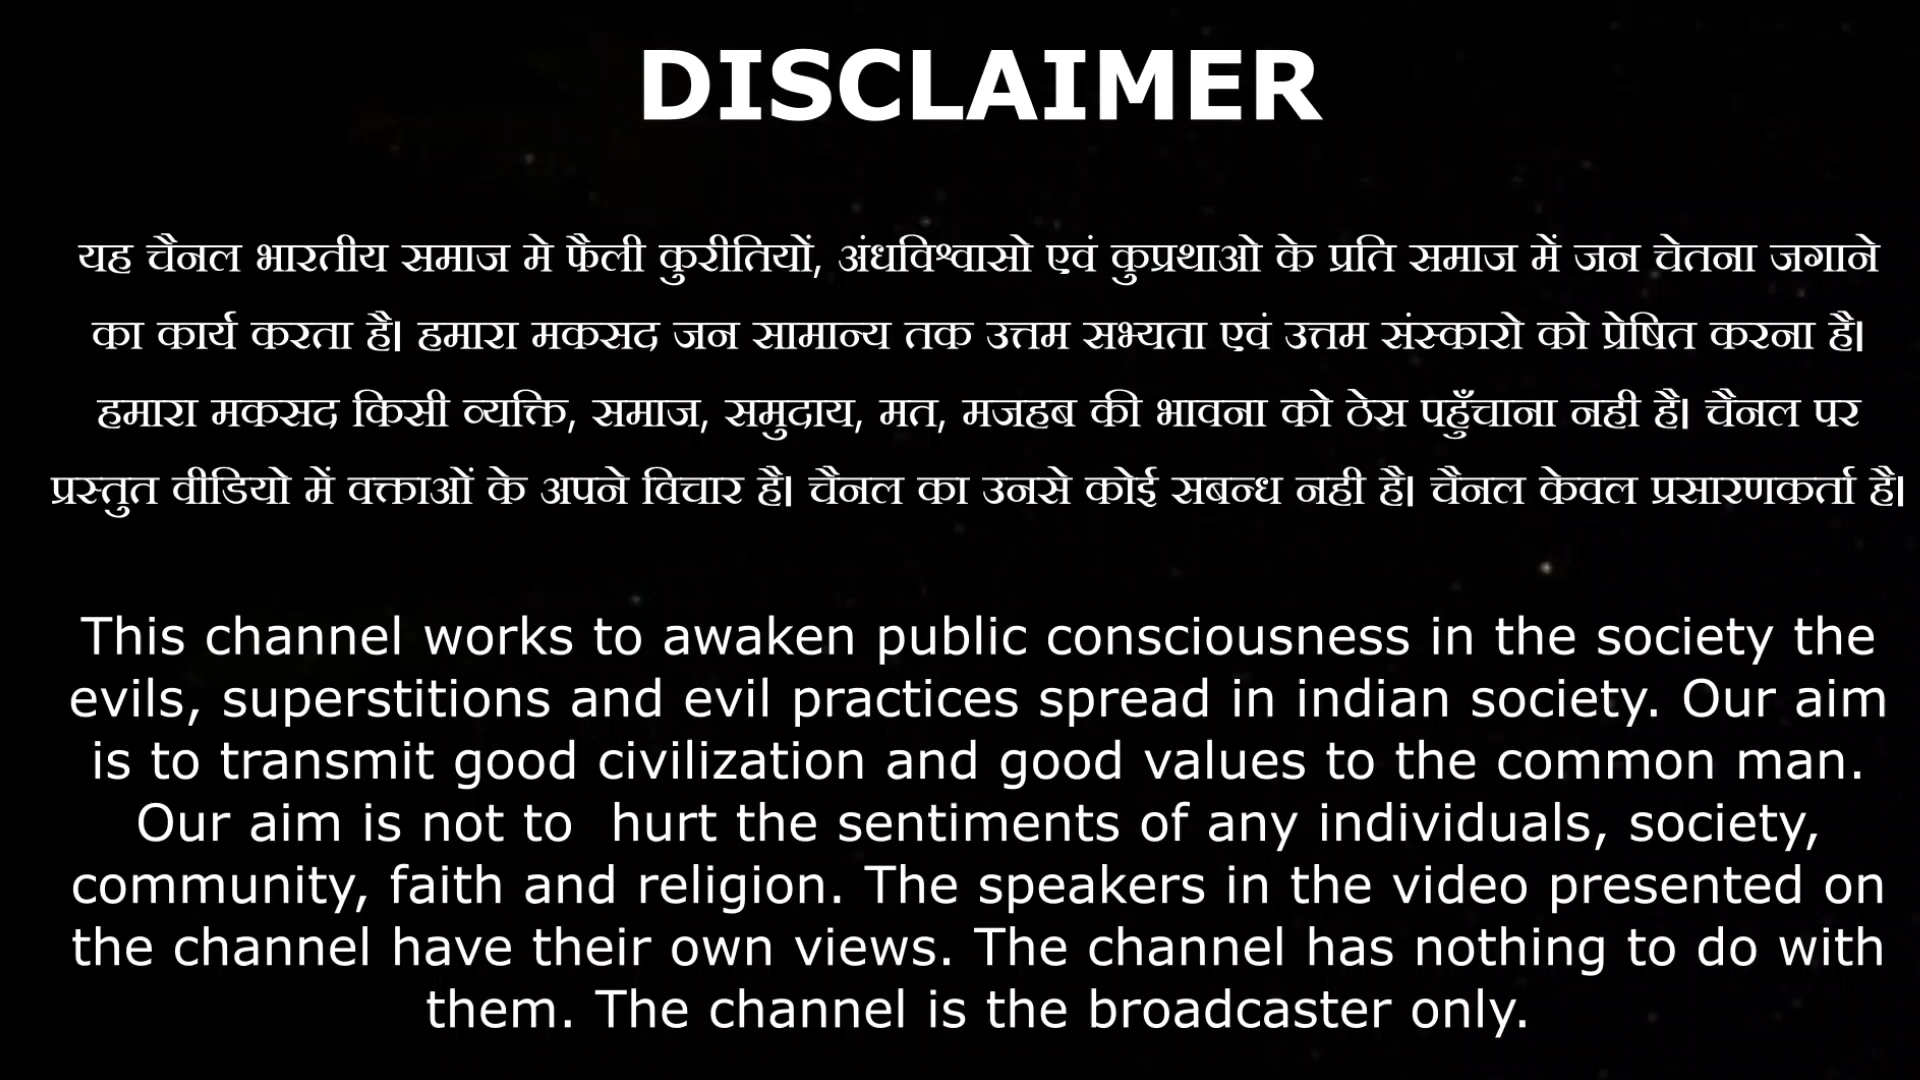 DISCLAIMER
यह चैनल भारतीय समाज मे फैली कुरीतियों, अंधविश्वासो एवं कुप्रथाओ के प्रति समाज में जन चेतना जगाने
का कार्य करता है। हमारा मकसद जन सामान्य तक उत्तम सभ्यता एवं उत्तम संस्कारो को प्रेषित करना है।
हमारा मकसद किसी व्यक्ति, समाज, समुदाय, मत, मजहब की भावना को ठेस पहुँचाना नही है। चैनल पर
प्रस्तुत वीडियो में वक्ताओं के अपने विचार है। चैनल का उनसे कोई सबन्ध नही है। चैनल केवल प्रसारणकर्ता है।
This channel works to awaken public consciousness in the society the
evils, superstitions and evil practices spread in indian society. Our aim
is to transmit good civilization and good values to the common man.
Our aim is not to  hurt the sentiments of any individuals, society,
community, faith and religion. The speakers in the video presented on
the channel have their own views. The channel has nothing to do with
them. The channel is the broadcaster only.